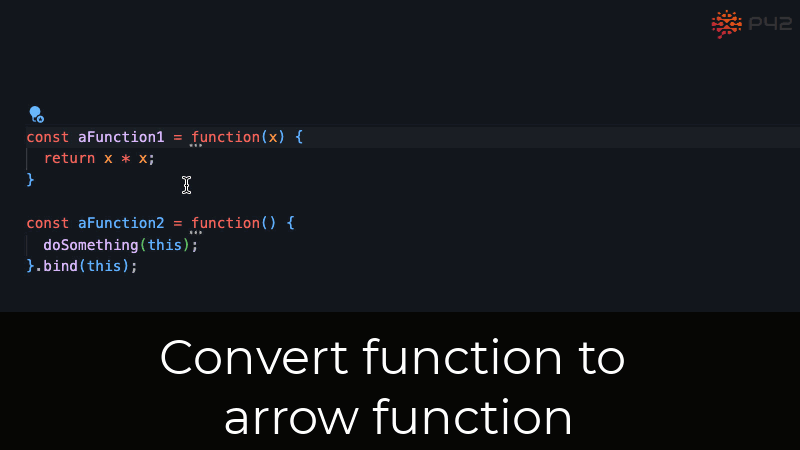 P42
const aFunction1 = function(x) {
  return x * x;
}
const aFunction2 = function() {
  doSomething(this);
}.bind(this);
Convert function to
arrow function